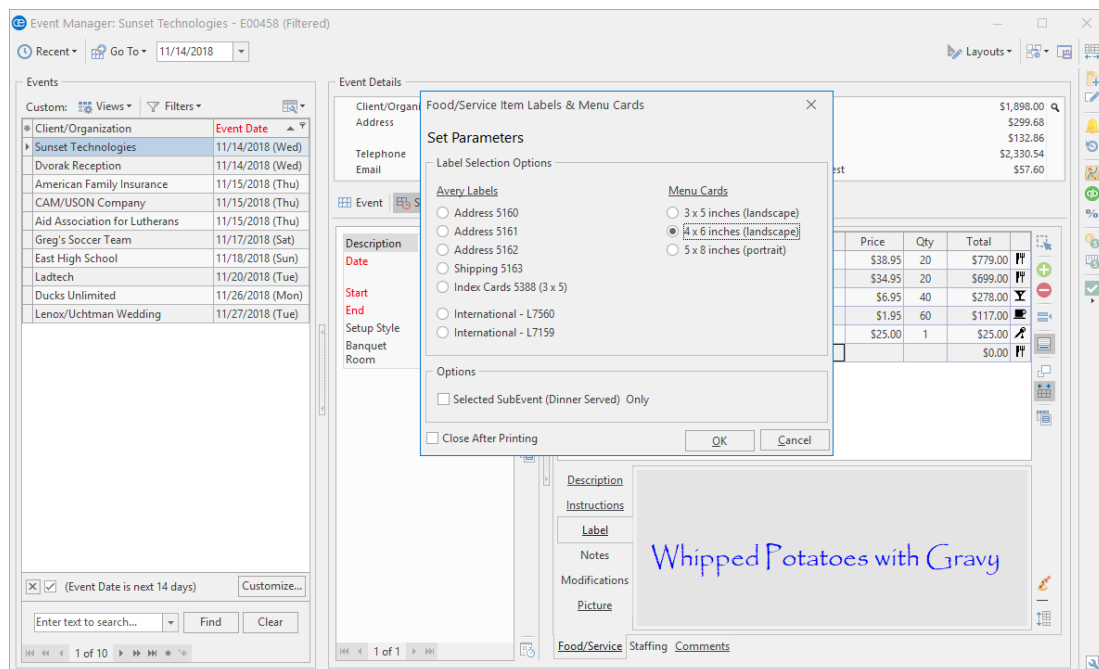 Event Manager: Sunset Technologies - E00458 (Filtered)
Recent Go To 11/14/2018 Layouts
Events
Custom: Views Filters
Client/Organization Event Date
Sunset Technologies 11/14/2018 (Wed)
Dvorak Reception 11/14/2018 (Wed)
American Family Insurance 11/15/2018 (Thu)
CAM/USON Company 11/15/2018 (Thu)
Aid Association for Lutherans 11/15/2018 (Thu)
Greg's Soccer Team 11/17/2018 (Sat)
East High School 11/18/2018 (Sun)
Ladtech 11/20/2018 (Tue)
Ducks Unlimited 11/26/2018 (Mon)
Lenox/Uchtman Wedding 11/27/2018 (Tue)
(Event Date is next 14 days) Customize...
Enter text to search... Find Clear
1 of 10
Event Details
Client/Organi
Address
Telephone
Email
$1,898.00
$299.68
$132.86
$2,330.54
est $57.60
Event S
Description
Date
Start
End
Setup Style
Banquet
Room
1 of 1
Food/Service Item Labels & Menu Cards
Set Parameters
Label Selection Options
Avery Labels
Address 5160
Address 5161
Address 5162
Shipping 5163
Index Cards 5388 (3 x 5)
International - L7560
International - L7159
Menu Cards
3 x 5 inches (landscape)
4 x 6 inches (landscape)
5 x 8 inches (portrait)
Options
Selected SubEvent (Dinner Served) Only
Close After Printing OK Cancel
Price Qty Total
$38.95 20 $779.00
$34.95 20 $699.00
$6.95 40 $278.00
$1.95 60 $117.00
$25.00 1 $25.00
$0.00
Description
Instructions
Label
Notes
Modifications
Picture
Whipped Potatoes with Gravy
Food/Service Staffing Comments